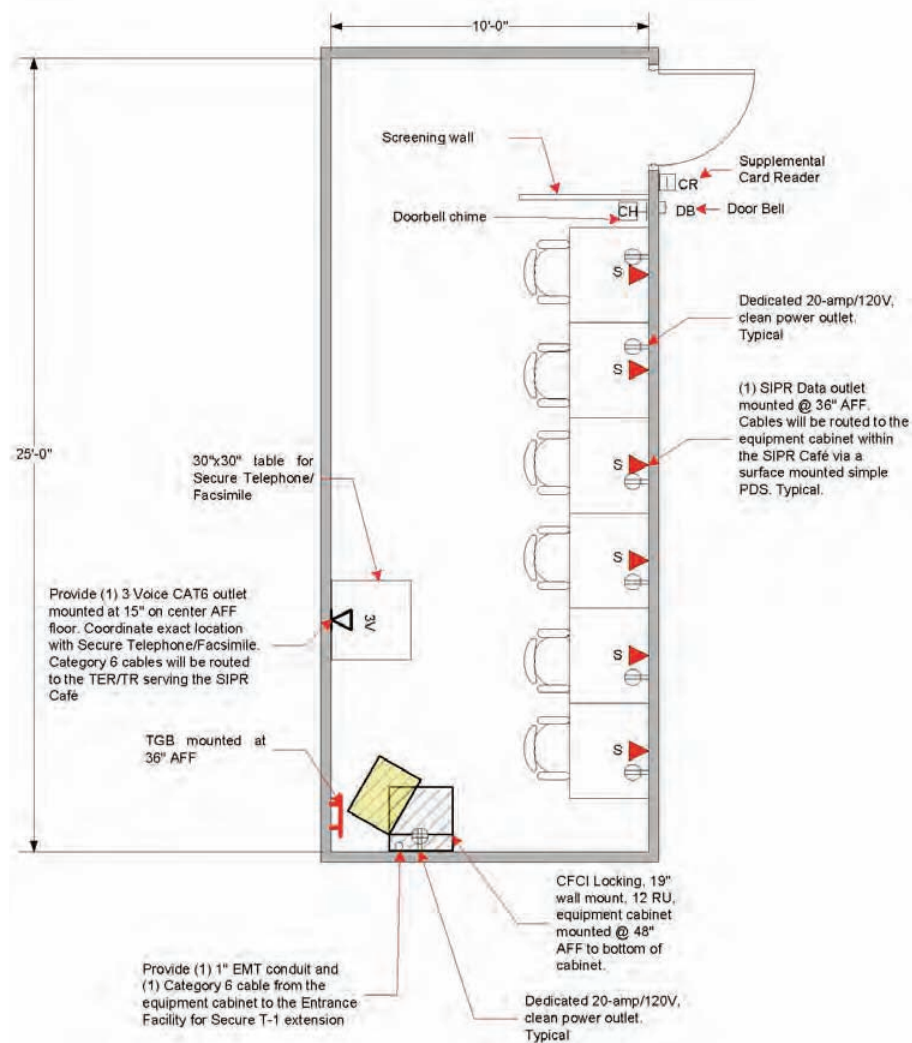 10'-0"
Screening wall
Supplemental
Card Reader
CR
Doorbell chime
CH
DB
Door Bell
S
Dedicated 20-amp/120V,
clean power outlet.
Typical
S
(1) SIPR Data outlet
mounted @ 36" AFF.
Cables will be routed to the
equipment cabinet within
the SIPR Café via a
surface mounted simple
PDS. Typical.
25'-0"
S
30"x30" table for
Secure Telephone/
Facsimile
S
Provide (1) 3 Voice CAT6 outlet
mounted at 15" on center AFF
floor. Coordinate exact location
with Secure Telephone/Facsimile.
Category 6 cables will be routed
to the TER/TR serving the SIPR
Café
3V
S
TGB mounted at
36" AFF
S
CFCI Locking, 19"
wall mount, 12 RU,
equipment cabinet
mounted @ 48"
AFF to bottom of
cabinet.
Provide (1) 1" EMT conduit and
(1) Category 6 cable from the
equipment cabinet to the Entrance
Facility for Secure T-1 extension
Dedicated 20-amp/120V,
clean power outlet.
Typical